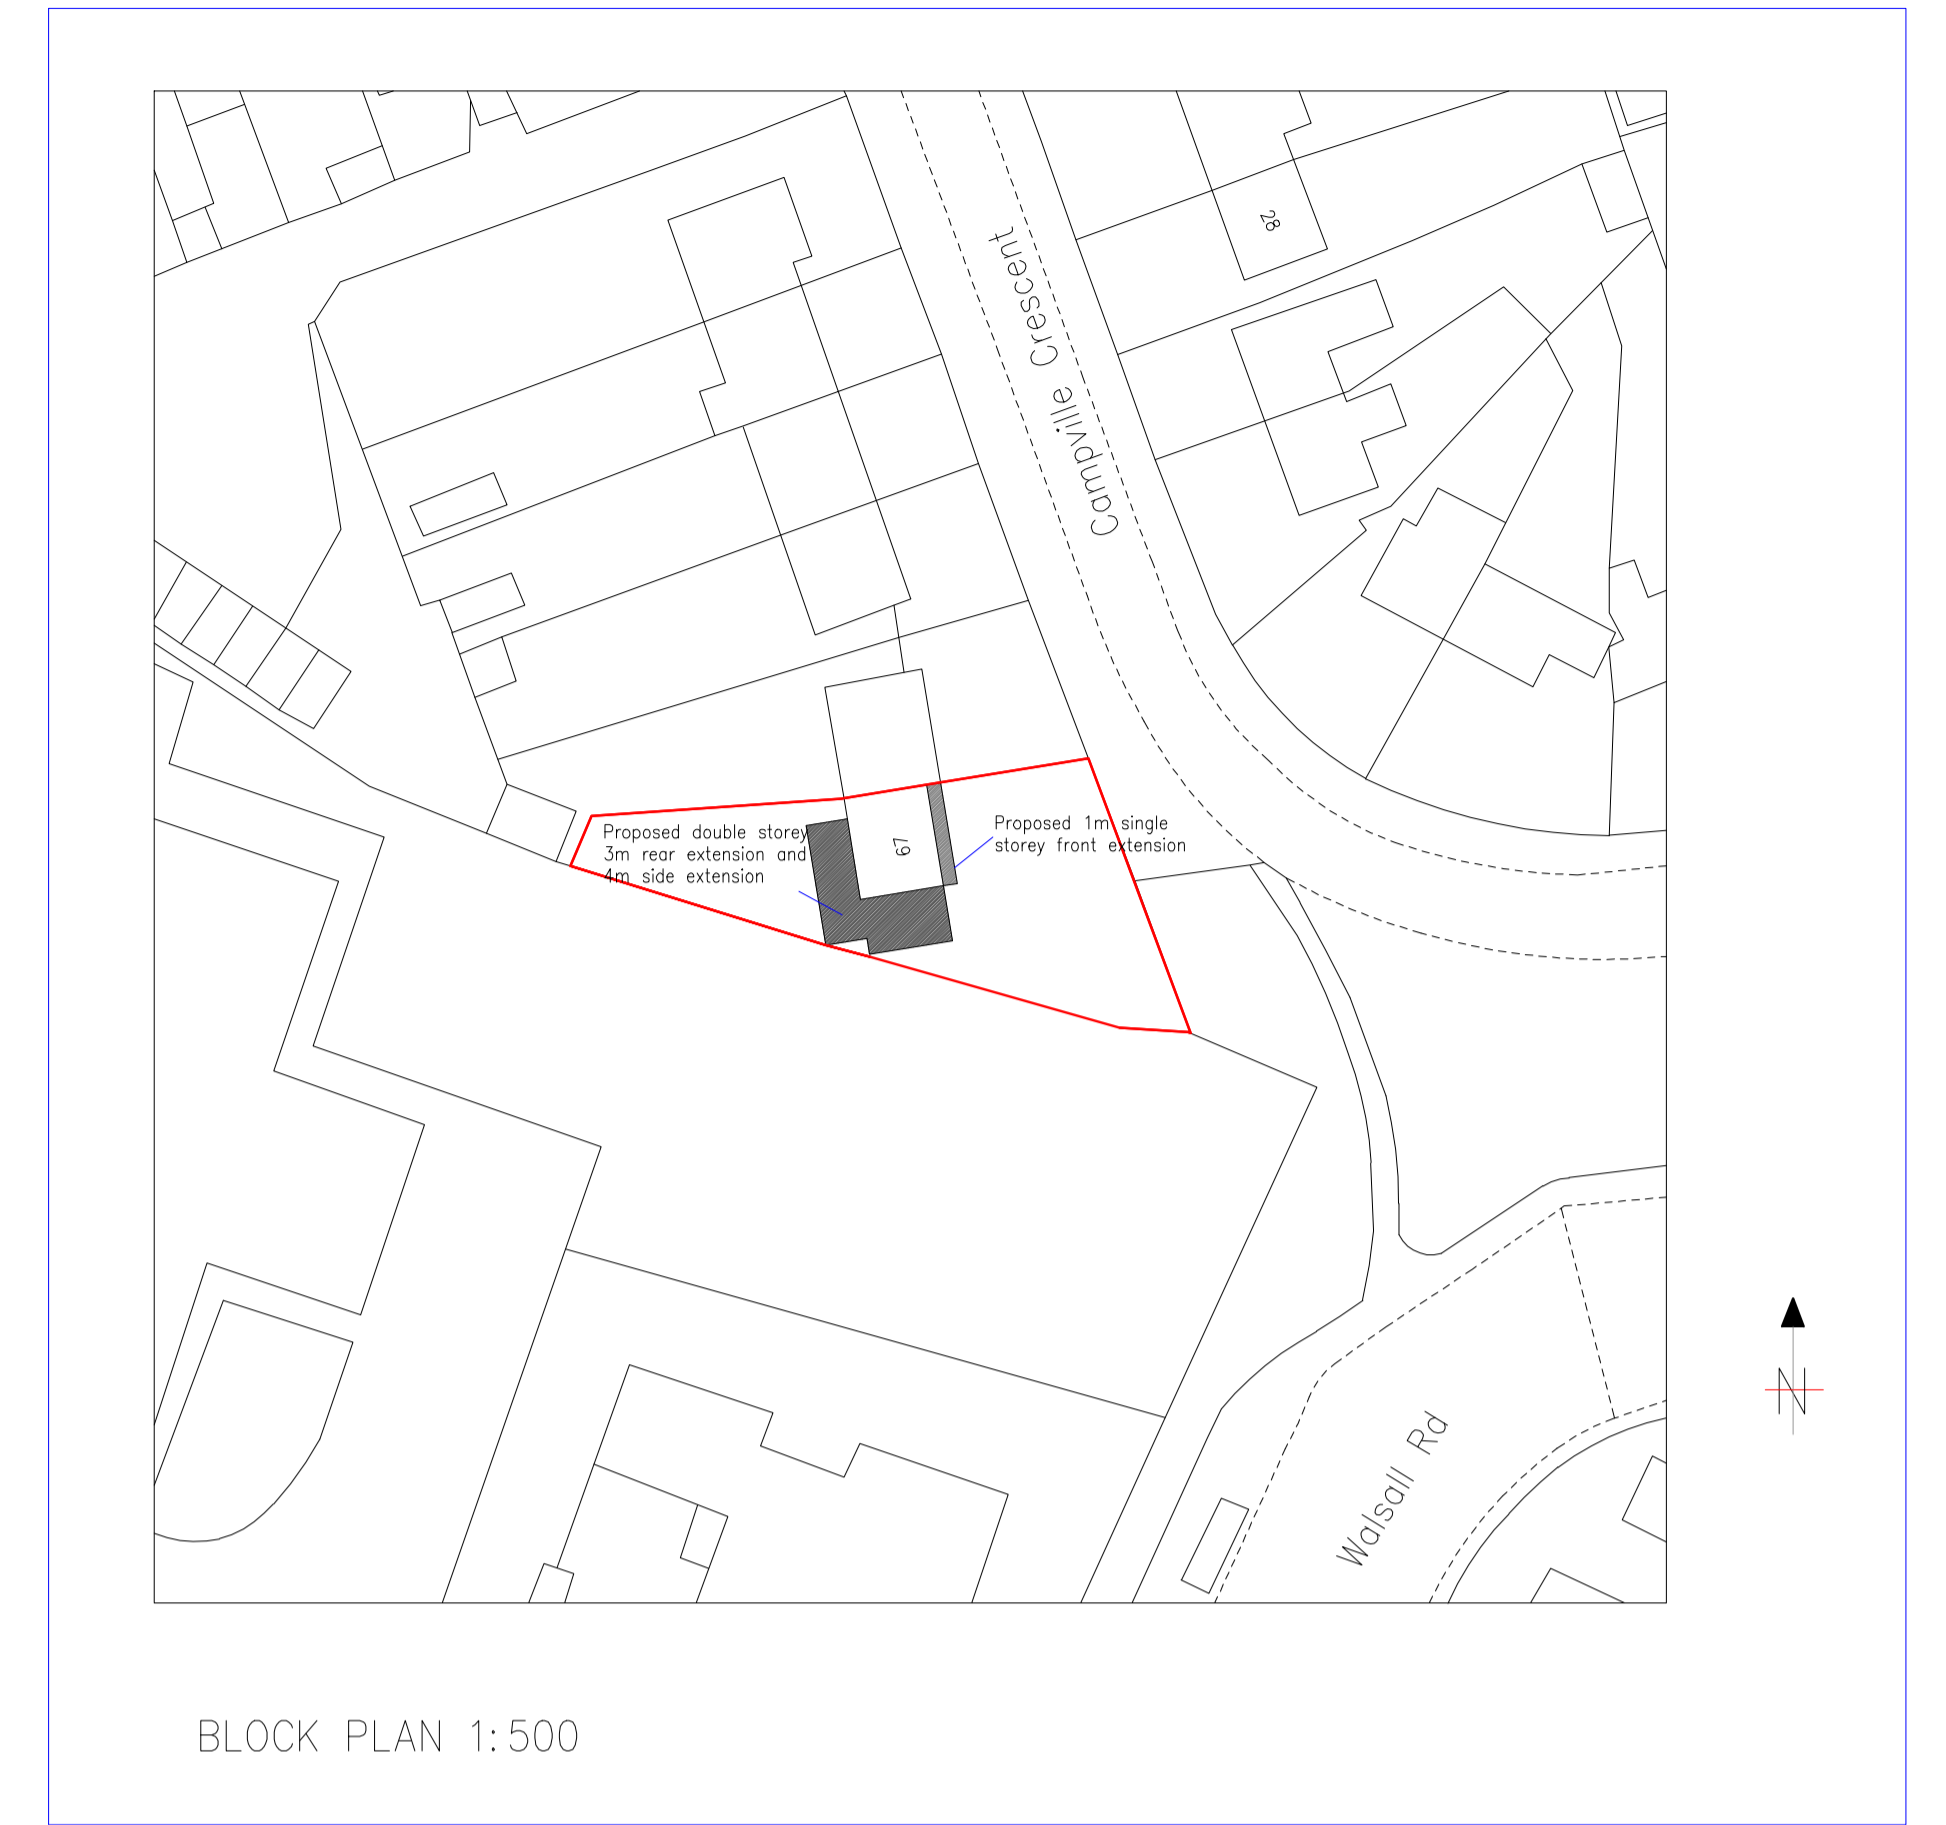 28
Campville Crescent
Proposed double storey
3m rear extension and
4m side extension
67
Proposed 1m single
storey front extension
N
Walsall Rd
BLOCK PLAN 1:500